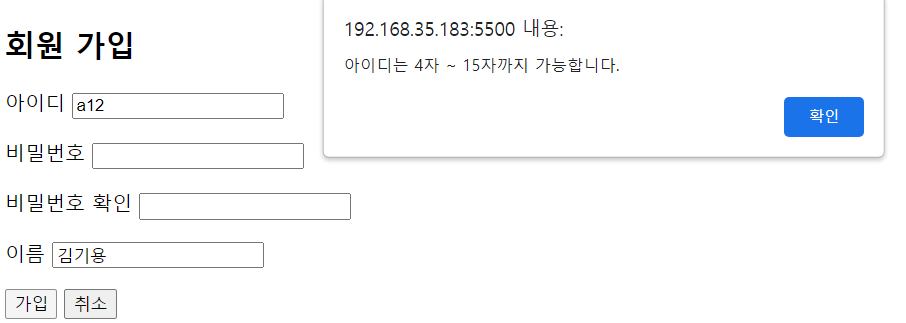 회원 가입
아이디 a12
비밀번호
비밀번호 확인
이름 김기용
가입 취소
192.168.35.183:5500 내용:
아이디는 4자 ~ 15자까지 가능합니다.
확인